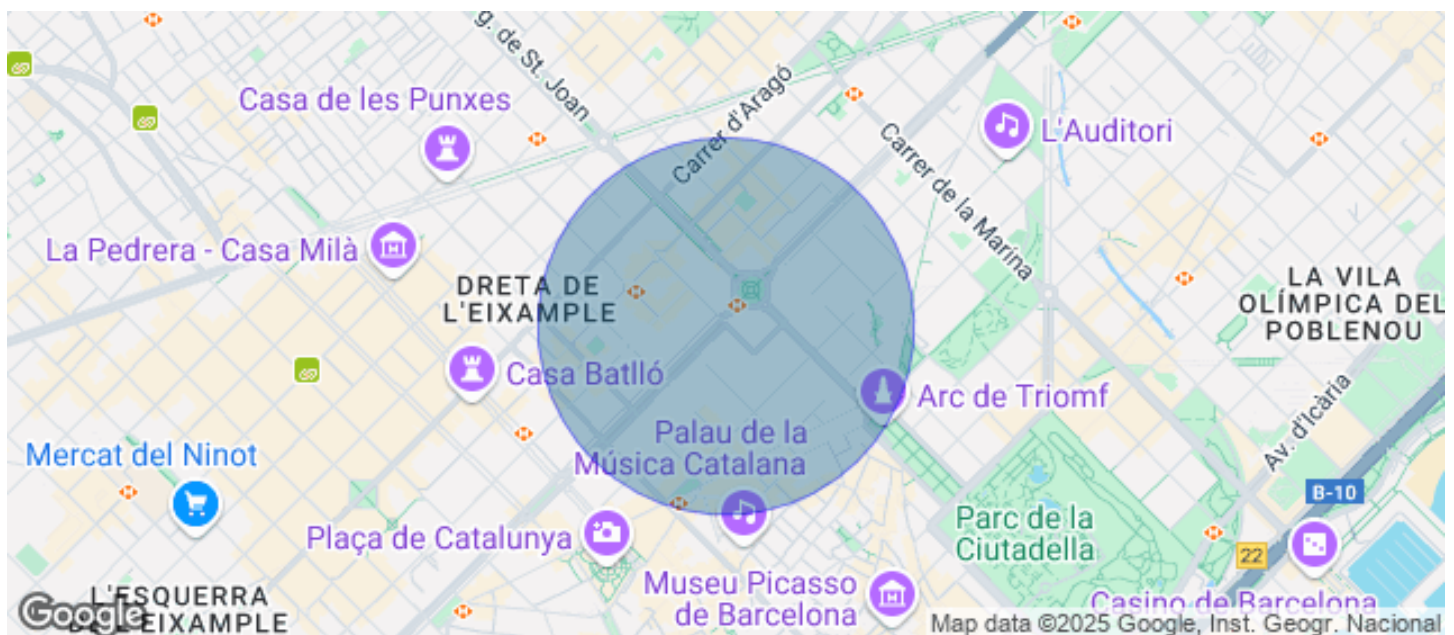 g. de St. Joan
Casa de les Punxes
Carrer d'Aragó
L'Auditori
Carrer de la Marina
La Pedrera - Casa Milà
DRETA DE
L'EIXAMPLE
LA VILA
OLÍMPICA DEL
POBLENOU
Casa Batlló
Arc de Triomf
Av. d'Icària
Palau de la
Música Catalana
Mercat del Ninot
B-10
Plaça de Catalunya
Parc de la
Ciutadella
22
Museu Picasso
de Barcelona
Casino de Barcelona
L'ESQUERRA
DE L'EIXAMPLE
Google
Map data ©2025 Google, Inst. Geogr. Nacional